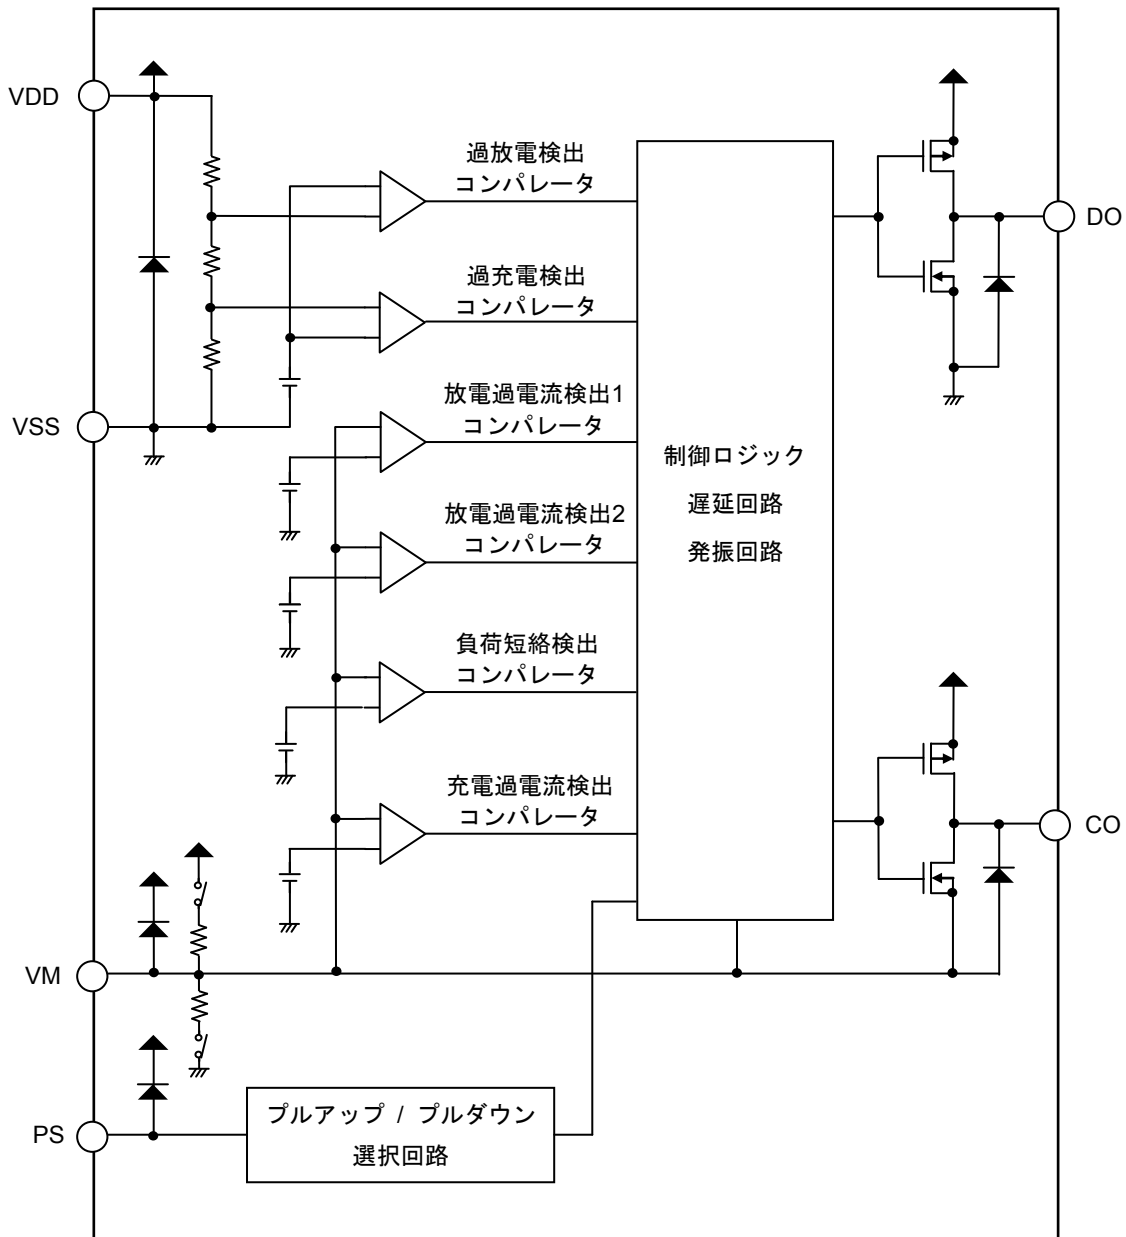 VDD
過放電検出
コンパレータ
DO
過充電検出
コンパレータ
VSS
放電過電流検出1
コンパレータ
制御ロジック
遅延回路
発振回路
放電過電流検出2
コンパレータ
負荷短絡検出
コンパレータ
充電過電流検出
コンパレータ
CO
VM
PS
プルアップ / プルダウン
選択回路